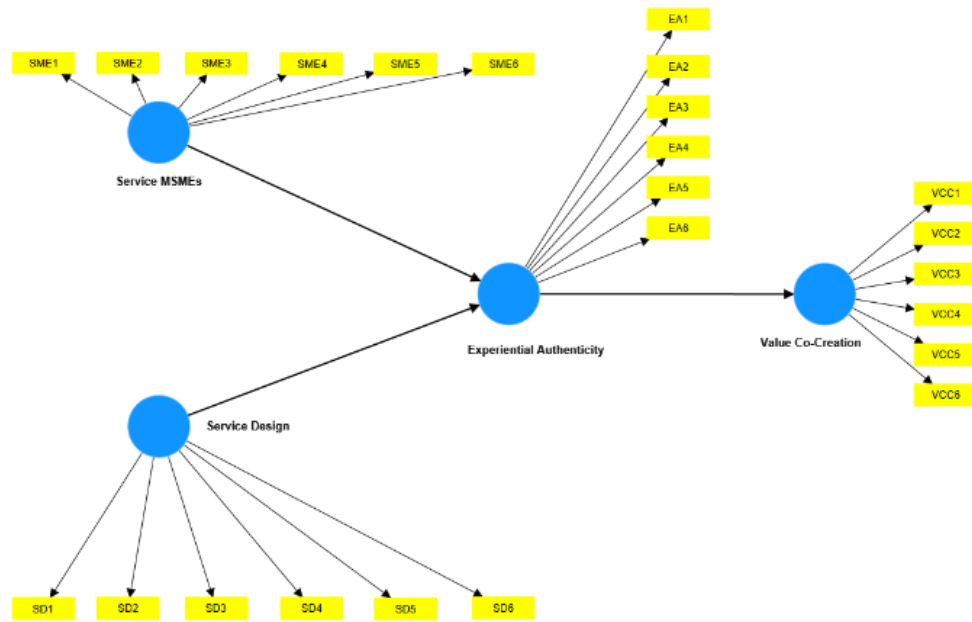 EA1
SME1 SME2 SME3 SME4 SME5 SME6
EA2
EA3
EA4
Service MSMEs
EA5
VCC1
EA6
VCC2
VCC3
VCC4
Experiential Authenticity
Value Co-Creation
VCC5
VCC6
Service Design
SD1 SD2 SD3 SD4 SD5 SD6